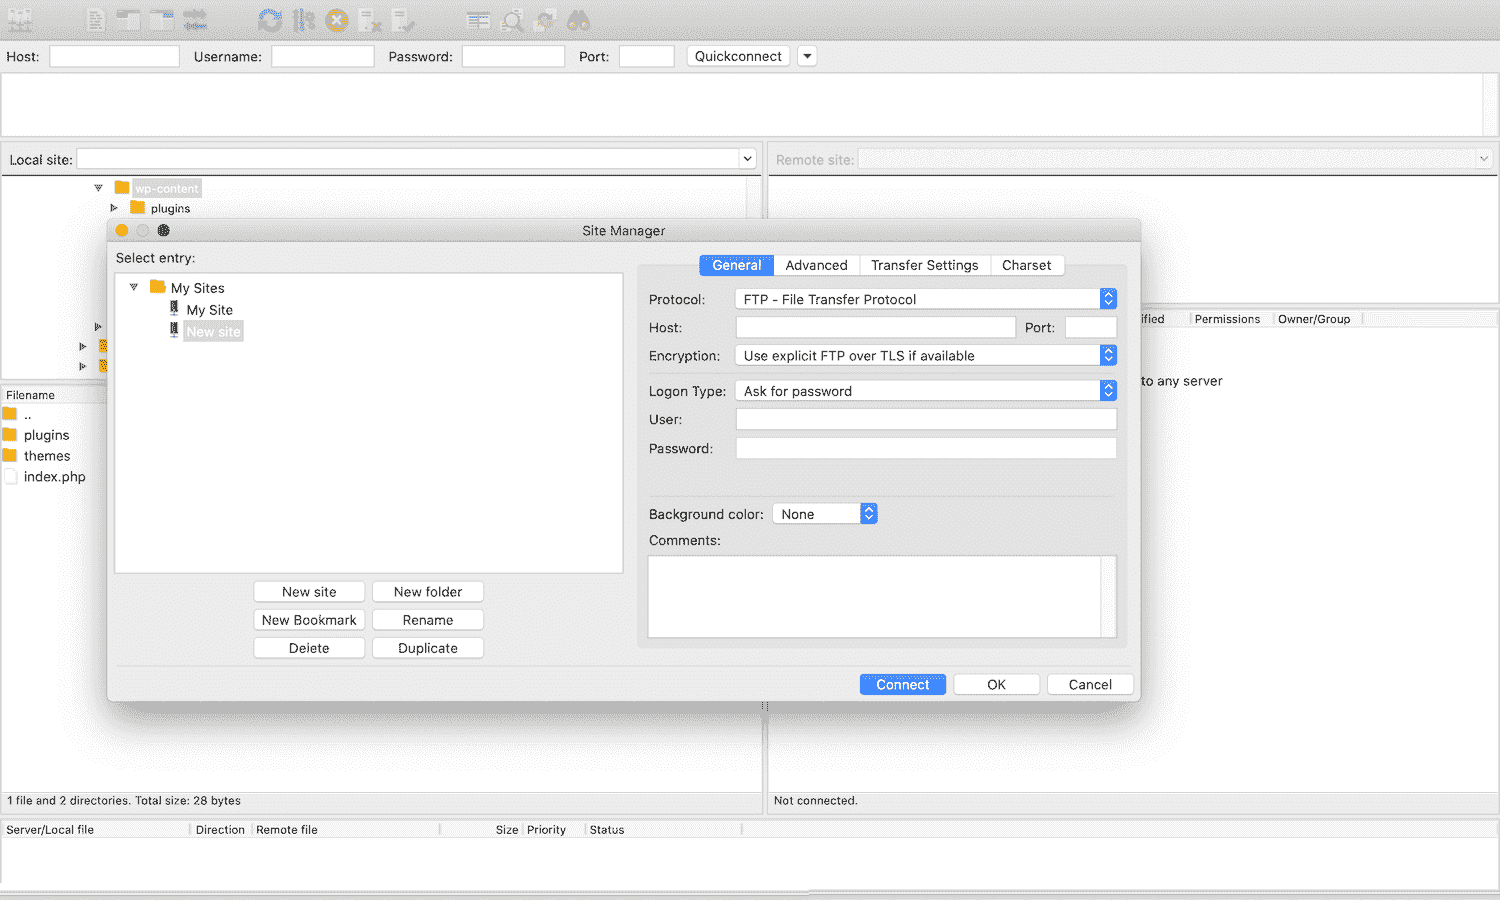 Host: Username: Password: Port: Quickconnect
Local site:
Remote site:
wp-content
plugins
Site Manager
Select entry:
My Sites
My Site
New site
General Advanced Transfer Settings Charset
Protocol: FTP - File Transfer Protocol
Host: Port:
Encryption: Use explicit FTP over TLS if available
Logon Type: Ask for password
User:
Password:
Background color: None
Comments:
New site New folder
New Bookmark Rename
Delete Duplicate
Connect OK Cancel
Filename
..
plugins
themes
index.php
ified Permissions Owner/Group
to any server
1 file and 2 directories. Total size: 28 bytes
Not connected.
Server/Local file Direction Remote file Size Priority Status